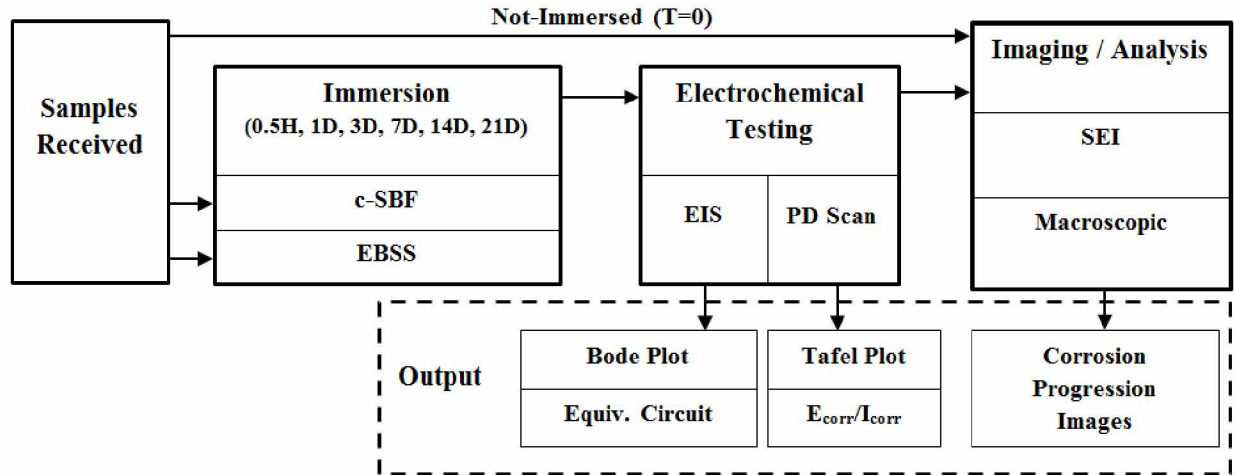 Not-Immersed (T=0)
Samples
Received
Immersion
(0.5H, 1D, 3D, 7D, 14D, 21D)
c-SBF
EBSS
Electrochemical
Testing
EIS
PD Scan
Imaging / Analysis
SEI
Macroscopic
Output
Bode Plot
Equiv. Circuit
Tafel Plot
Ecorr/Icorr
Corrosion
Progression
Images